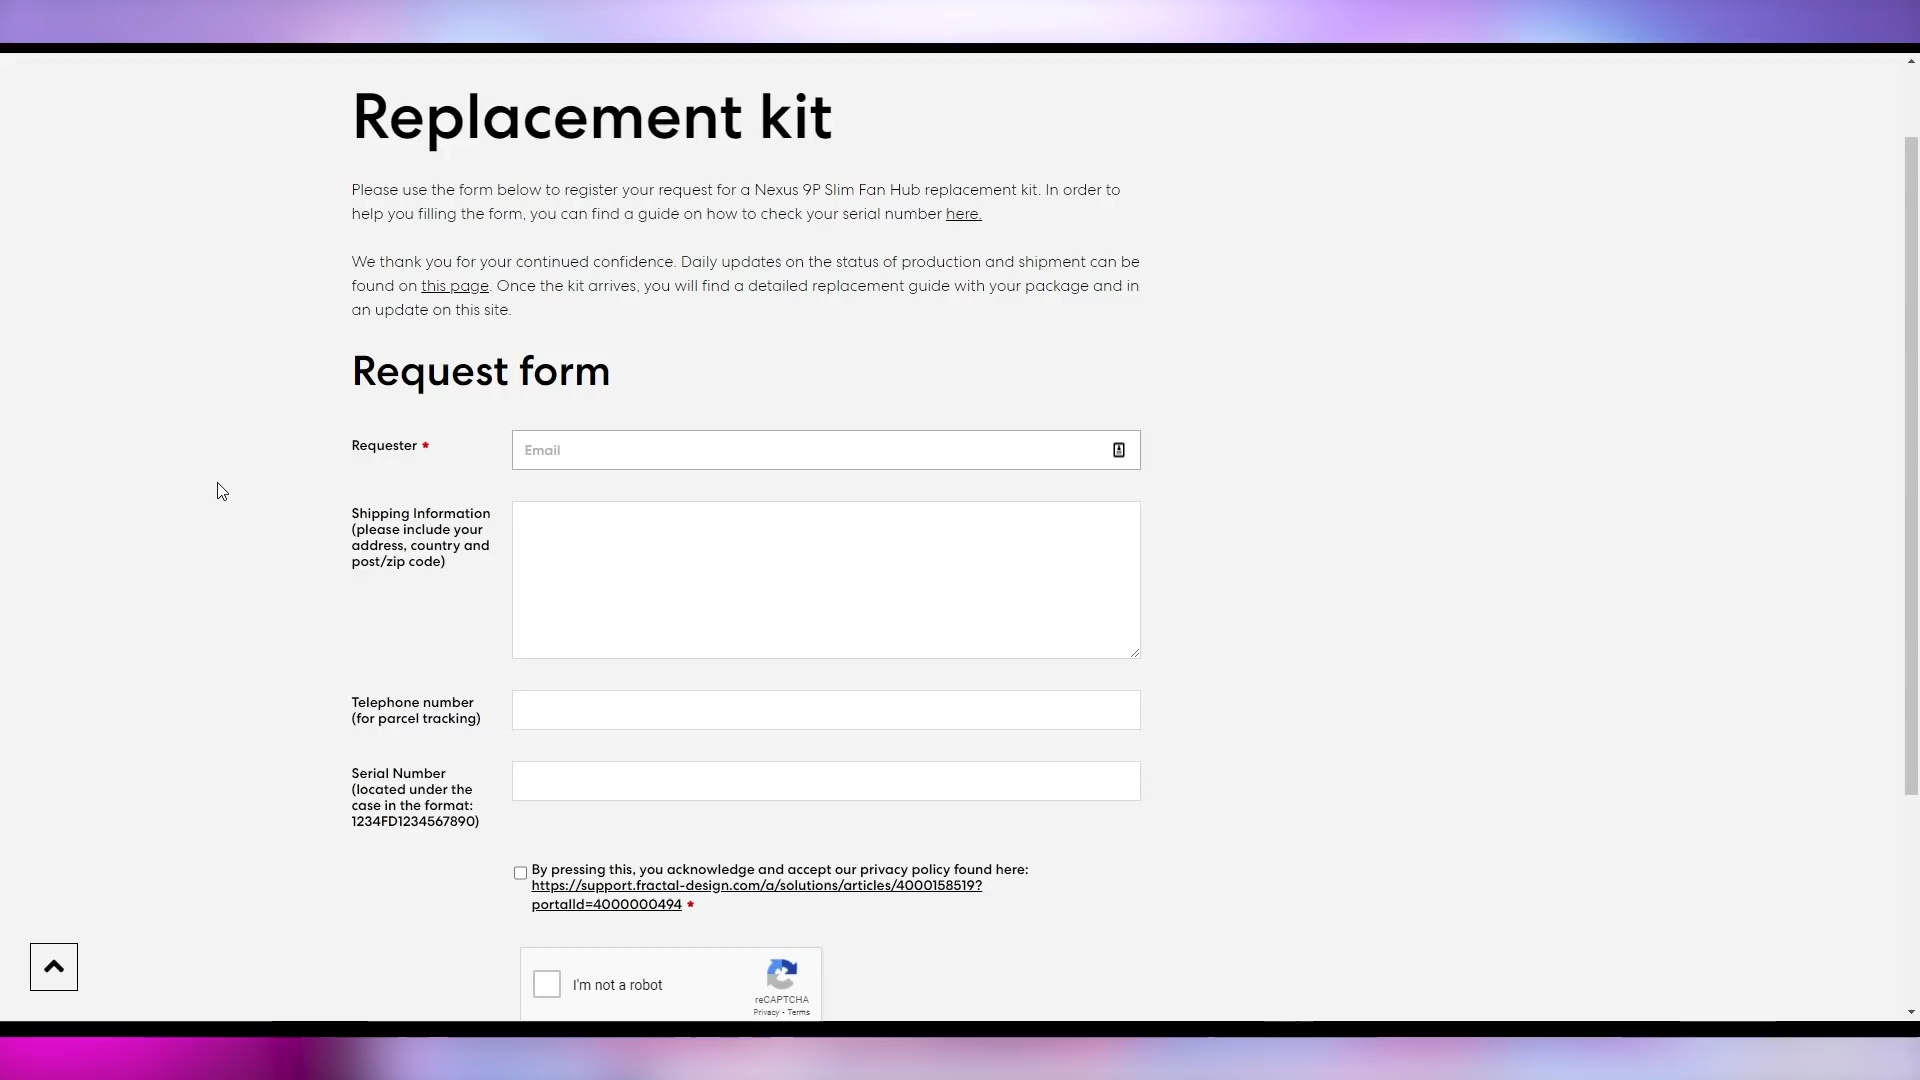 Replacement kit
Please use the form below to register your request for a Nexus 9P Slim Fan Hub replacement kit. In order to
help you filling the form, you can find a guide on how to check your serial number here.
We thank you for your continued confidence. Daily updates on the status of production and shipment can be
found on this page. Once the kit arrives, you will find a detailed replacement guide with your package and in
an update on this site.
Request form
Requester *
Email
Shipping Information
(please include your
address, country and
post/zip code)
Telephone number
(for parcel tracking)
Serial Number
(located under the
case in the format:
1234FD1234567890)
By pressing this, you acknowledge and accept our privacy policy found here:
https://support.fractal-design.com/a/solutions/articles/4000158519?
portalId=4000000494 *
I'm not a robot
reCAPTCHA
Privacy - Terms